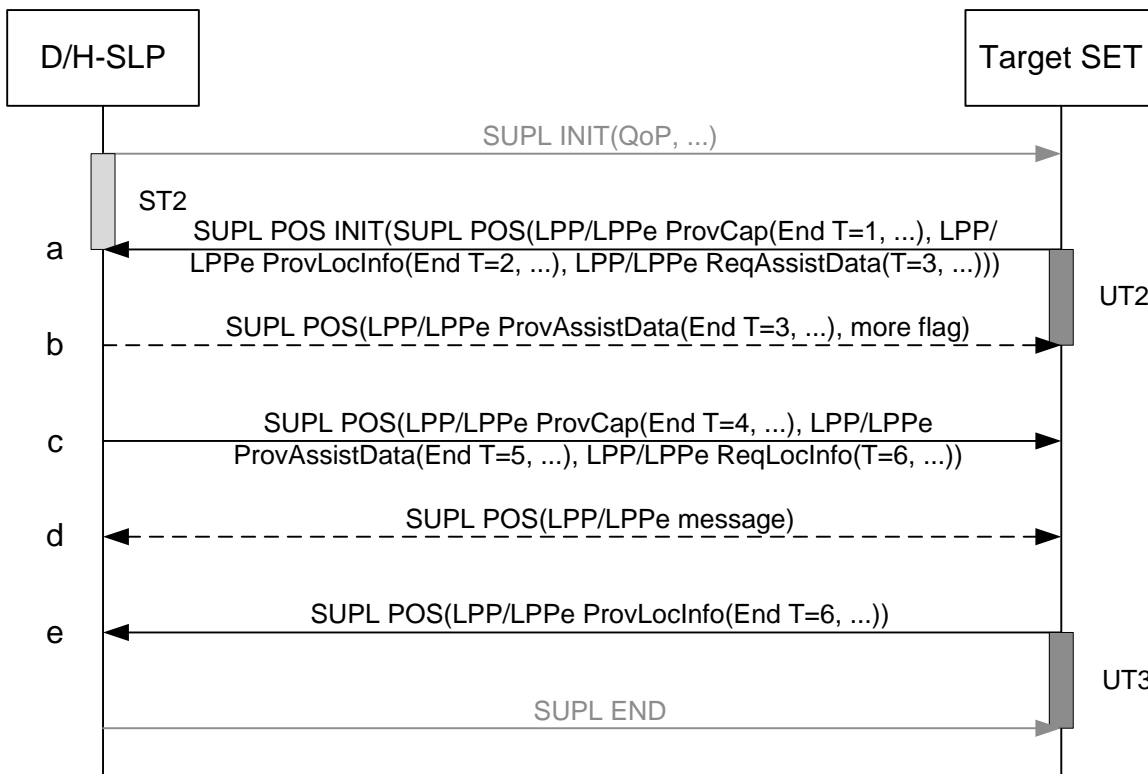 D/H-SLP
Target SET
SUPL INIT(QoP, ...)
ST2
a
SUPL POS INIT(SUPL POS(LPP/LPPe ProvCap(End T=1, ...), LPP/
LPPe ProvLocInfo(End T=2, ...), LPP/LPPe ReqAssistData(T=3, ...)))
UT2
b
SUPL POS(LPP/LPPe ProvAssistData(End T=3, ...), more flag)
c
SUPL POS(LPP/LPPe ProvCap(End T=4, ...), LPP/LPPe
ProvAssistData(End T=5, ...), LPP/LPPe ReqLocInfo(T=6, ...))
d
SUPL POS(LPP/LPPe message)
e
SUPL POS(LPP/LPPe ProvLocInfo(End T=6, ...))
UT3
SUPL END